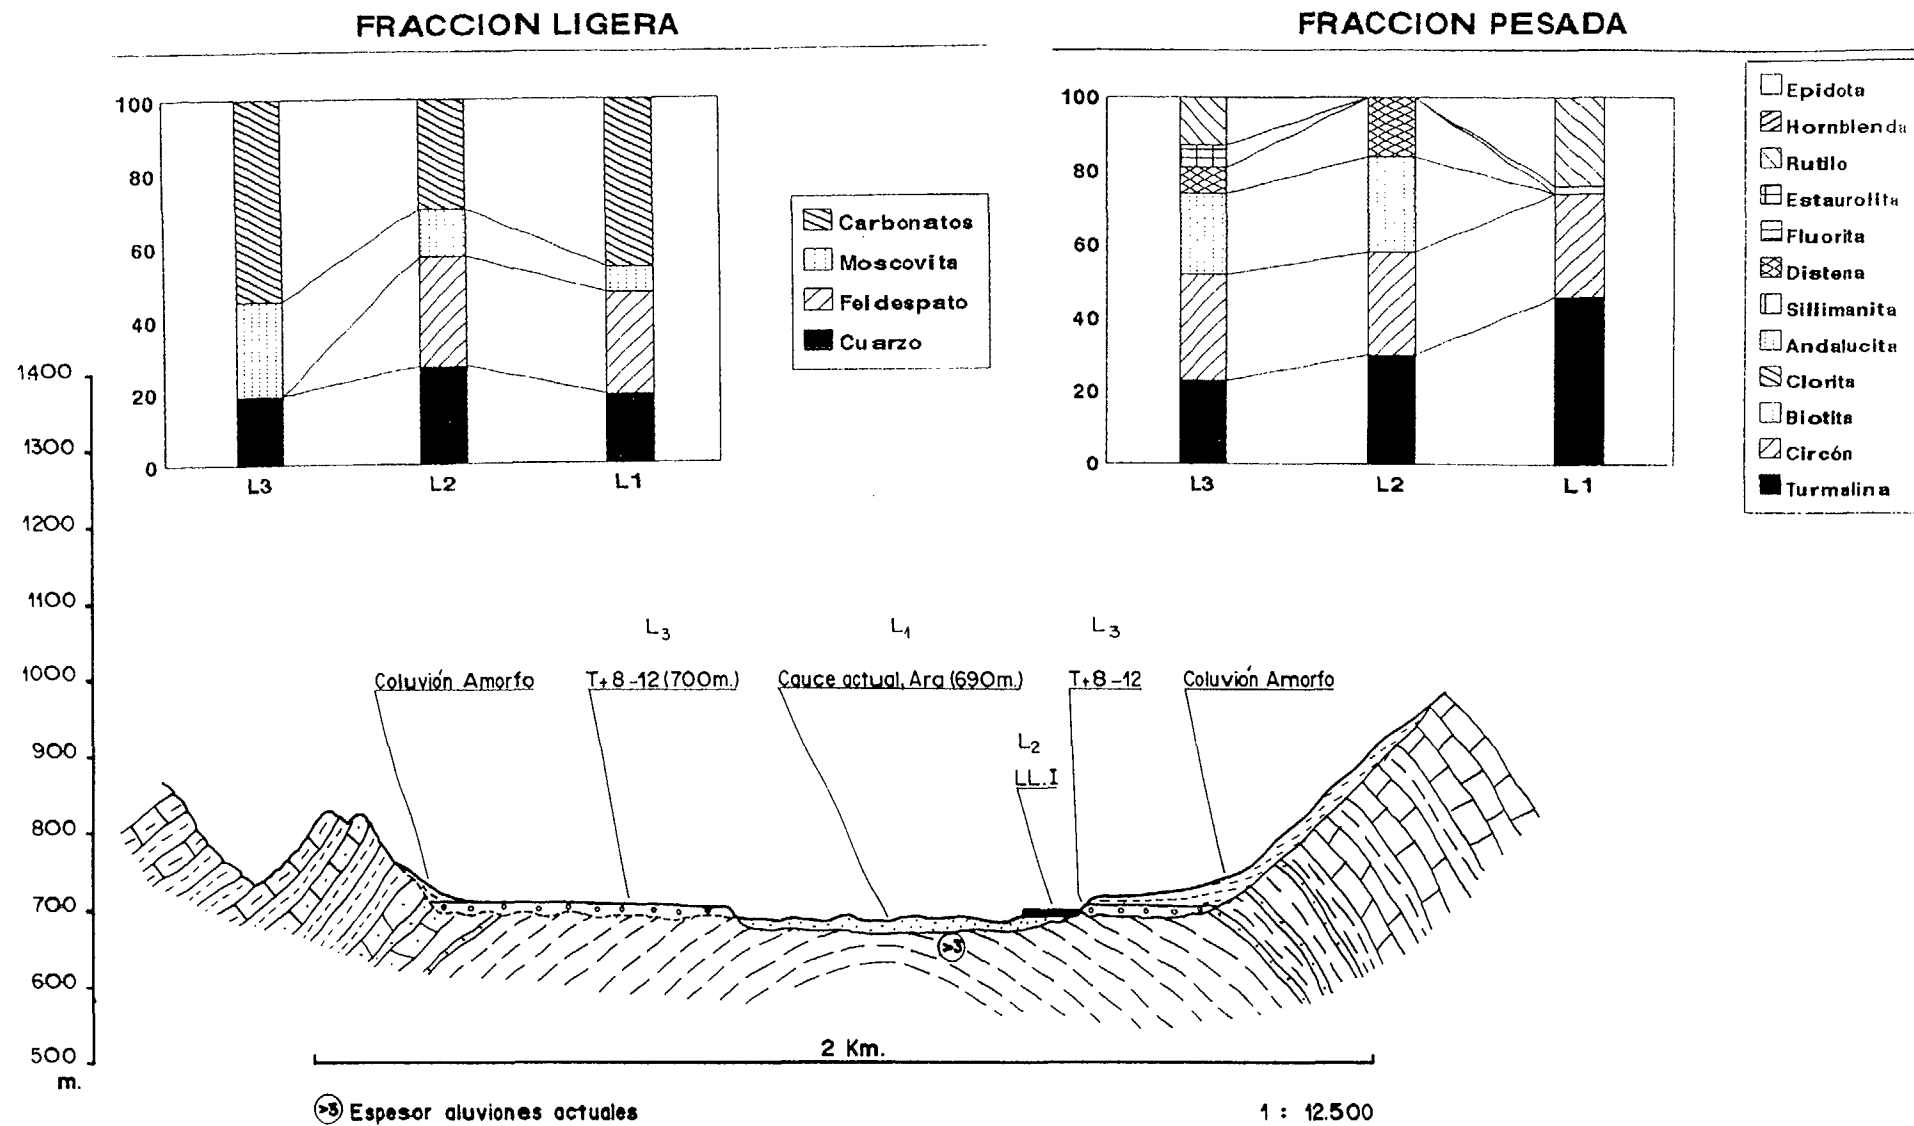 FRACCION LIGERA
100
80
60
40
20
0
L3
L2
L1
Carbonatos
Moscovita
Feldespato
Cuarzo
FRACCION PESADA
100
80
60
40
20
0
L3
L2
L1
Epidota
Hornblenda
Rutilo
Estaurolita
Fluorita
Distena
Sillimanita
Andalucita
Clorita
Biotita
Circón
Turmalina
1400
1300
1200
1100
1000
900
800
700
600
500
m.
L3
L1
L3
Coluvión Amorfo
T+8-12 (700m.)
Cauce actual, Ara (690m.)
T+8-12
Coluvión Amorfo
L2
LL.I
>3
2 Km.
>3 Espesor aluviones actuales
1 : 12.500